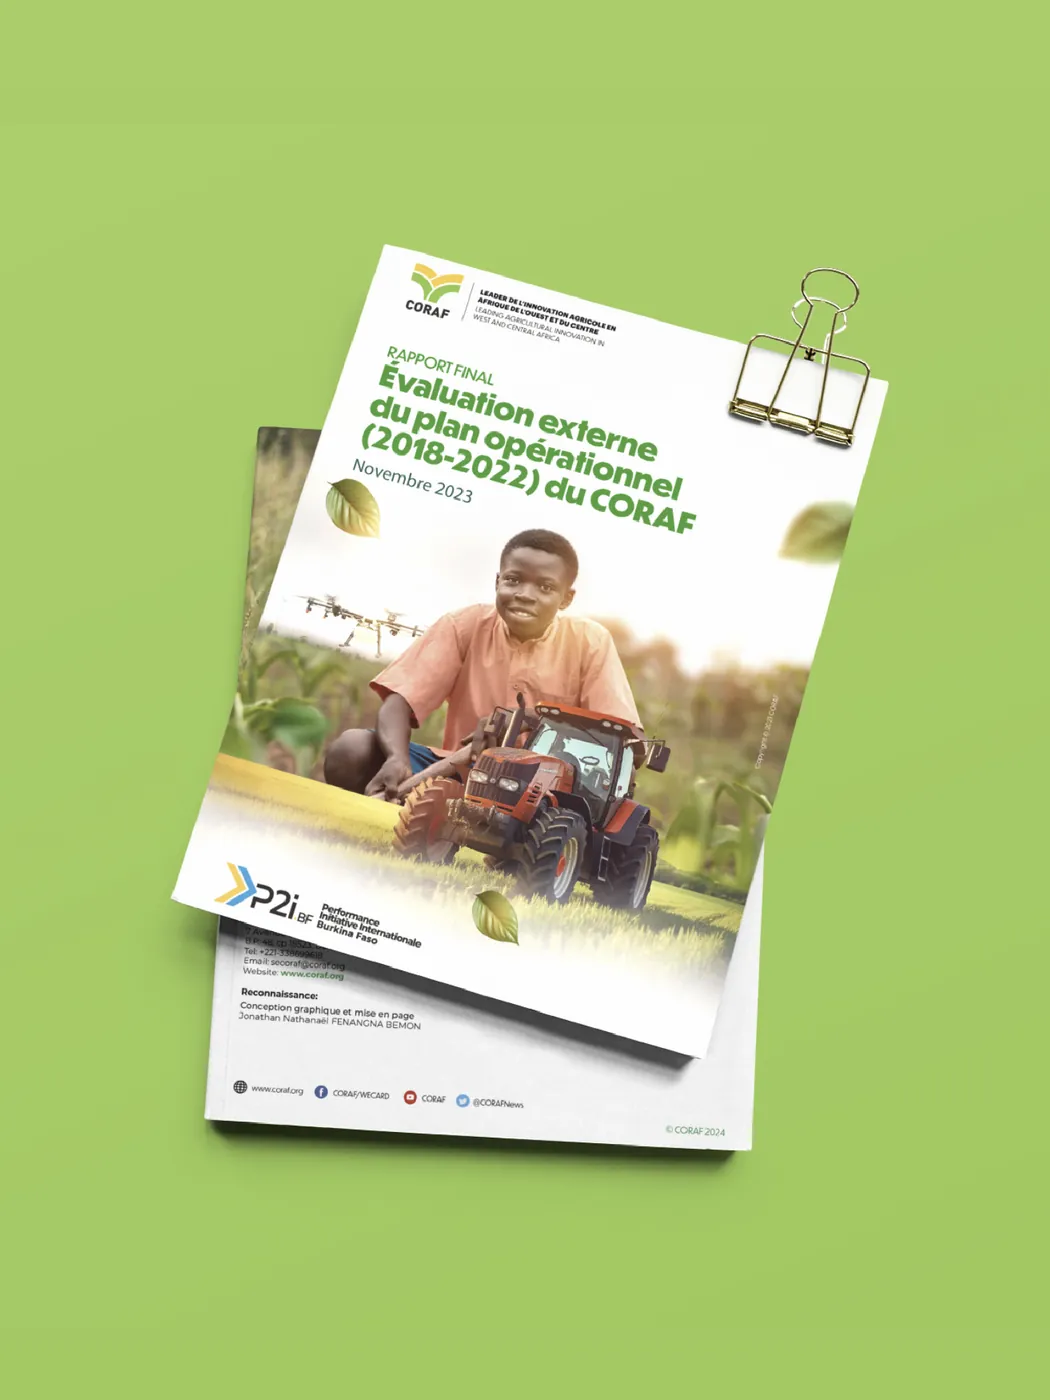 CORAF
LEADER DE L'INNOVATION AGRICOLE EN
AFRIQUE DE L'OUEST ET DU CENTRE
LEADING AGRICULTURAL INNOVATION IN
WEST AND CENTRAL AFRICA
RAPPORT FINAL
Évaluation externe
du plan opérationnel
(2018-2022) du CORAF
Novembre 2023
P2i BF
Performance
Initiative Internationale
Burkina Faso
Email: secoraf@coraf.org
Website: www.coraf.org
Reconnaissance:
Conception graphique et mise en page
Jonathan Nathanaël FENANGNA BEMON
www.coraf.org CORAF/WECARD CORAF @CORAFNews
© CORAF 2024